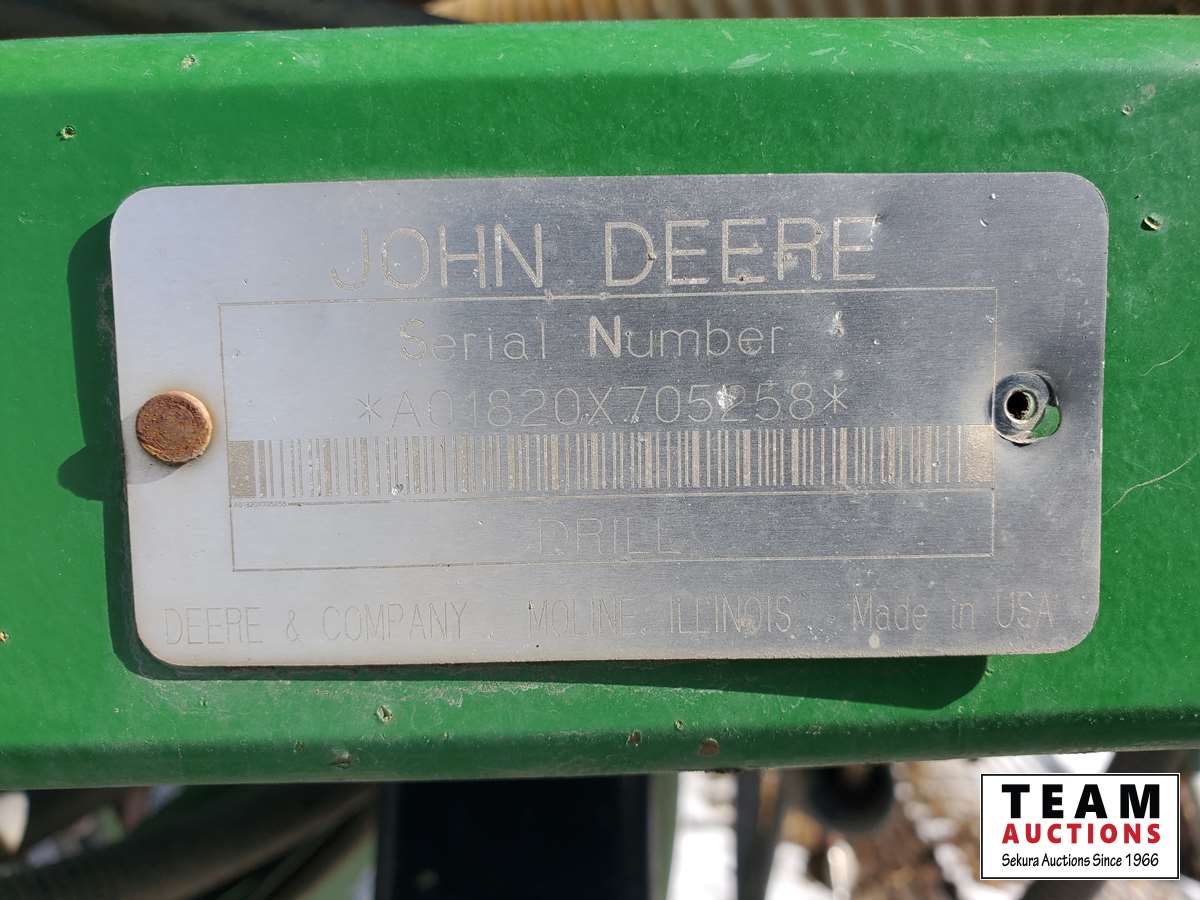 JOHN DEERE
Serial Number
*A01820X705258*
DRILL
DEERE & COMPANY MOLINE, ILLINOIS Made in USA
TEAM
AUCTIONS
Sekura Auctions Since 1966